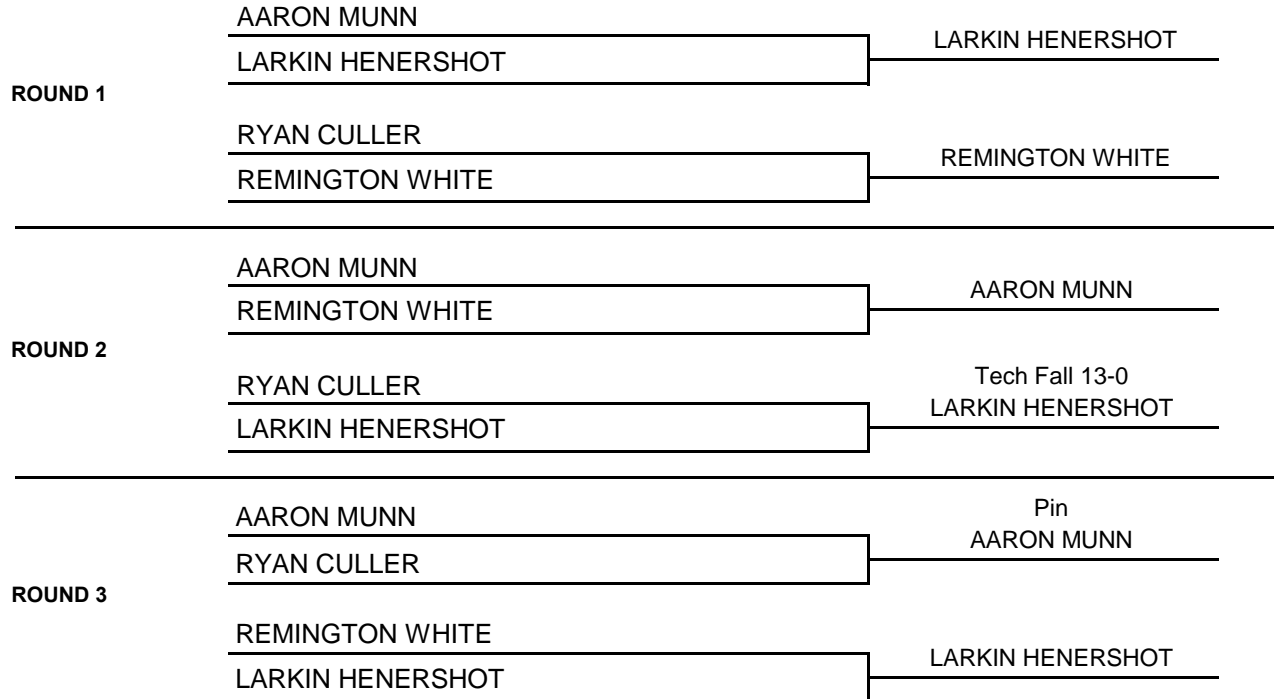 AARON MUNN
LARKIN HENERSHOT
LARKIN HENERSHOT
ROUND 1
RYAN CULLER
REMINGTON WHITE
REMINGTON WHITE
AARON MUNN
AARON MUNN
REMINGTON WHITE
ROUND 2
RYAN CULLER
Tech Fall 13-0
LARKIN HENERSHOT
LARKIN HENERSHOT
AARON MUNN
Pin
AARON MUNN
RYAN CULLER
ROUND 3
REMINGTON WHITE
LARKIN HENERSHOT
LARKIN HENERSHOT